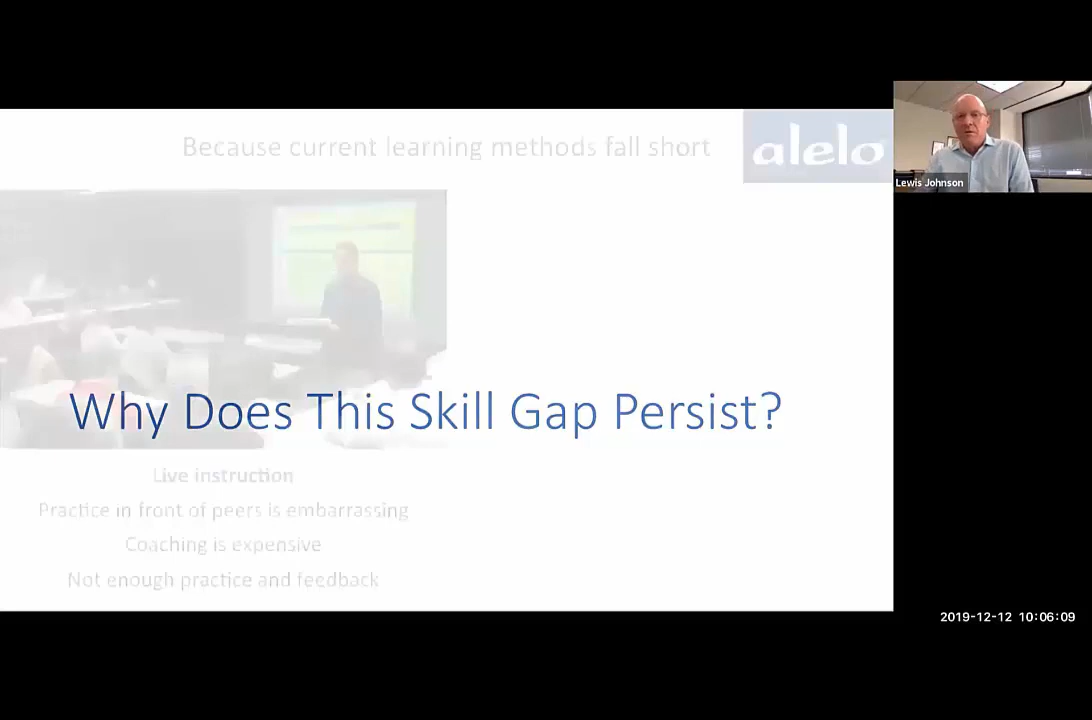 Because current learning methods fall short
alelo
Lewis Johnson
Why Does This Skill Gap Persist?
Live instruction
Practice in front of peers is embarrassing
Coaching is expensive
Not enough practice and feedback
2019-12-12 10:06:09